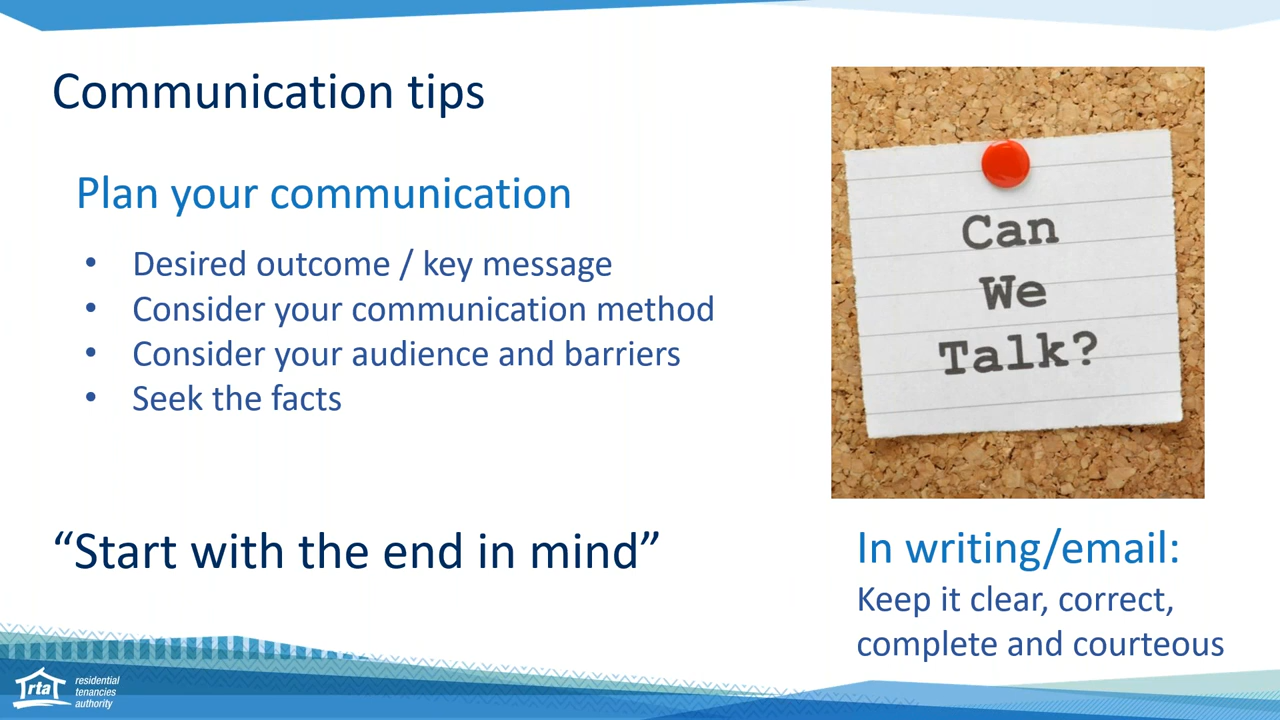 Communication tips
Plan your communication
• Desired outcome / key message
• Consider your communication method
• Consider your audience and barriers
• Seek the facts
“Start with the end in mind”
Can
We
Talk?
In writing/email:
Keep it clear, correct,
complete and courteous
rta
residential
tenancies
authority